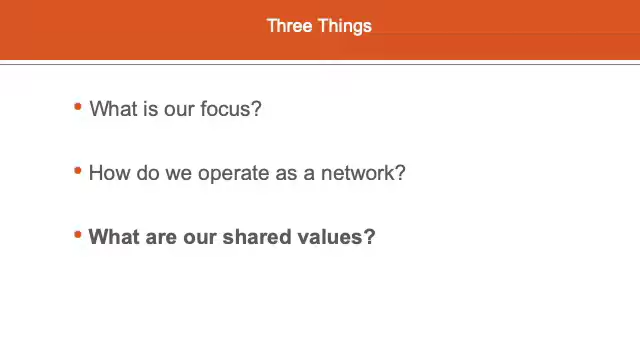 Three Things
• What is our focus?
• How do we operate as a network?
• What are our shared values?